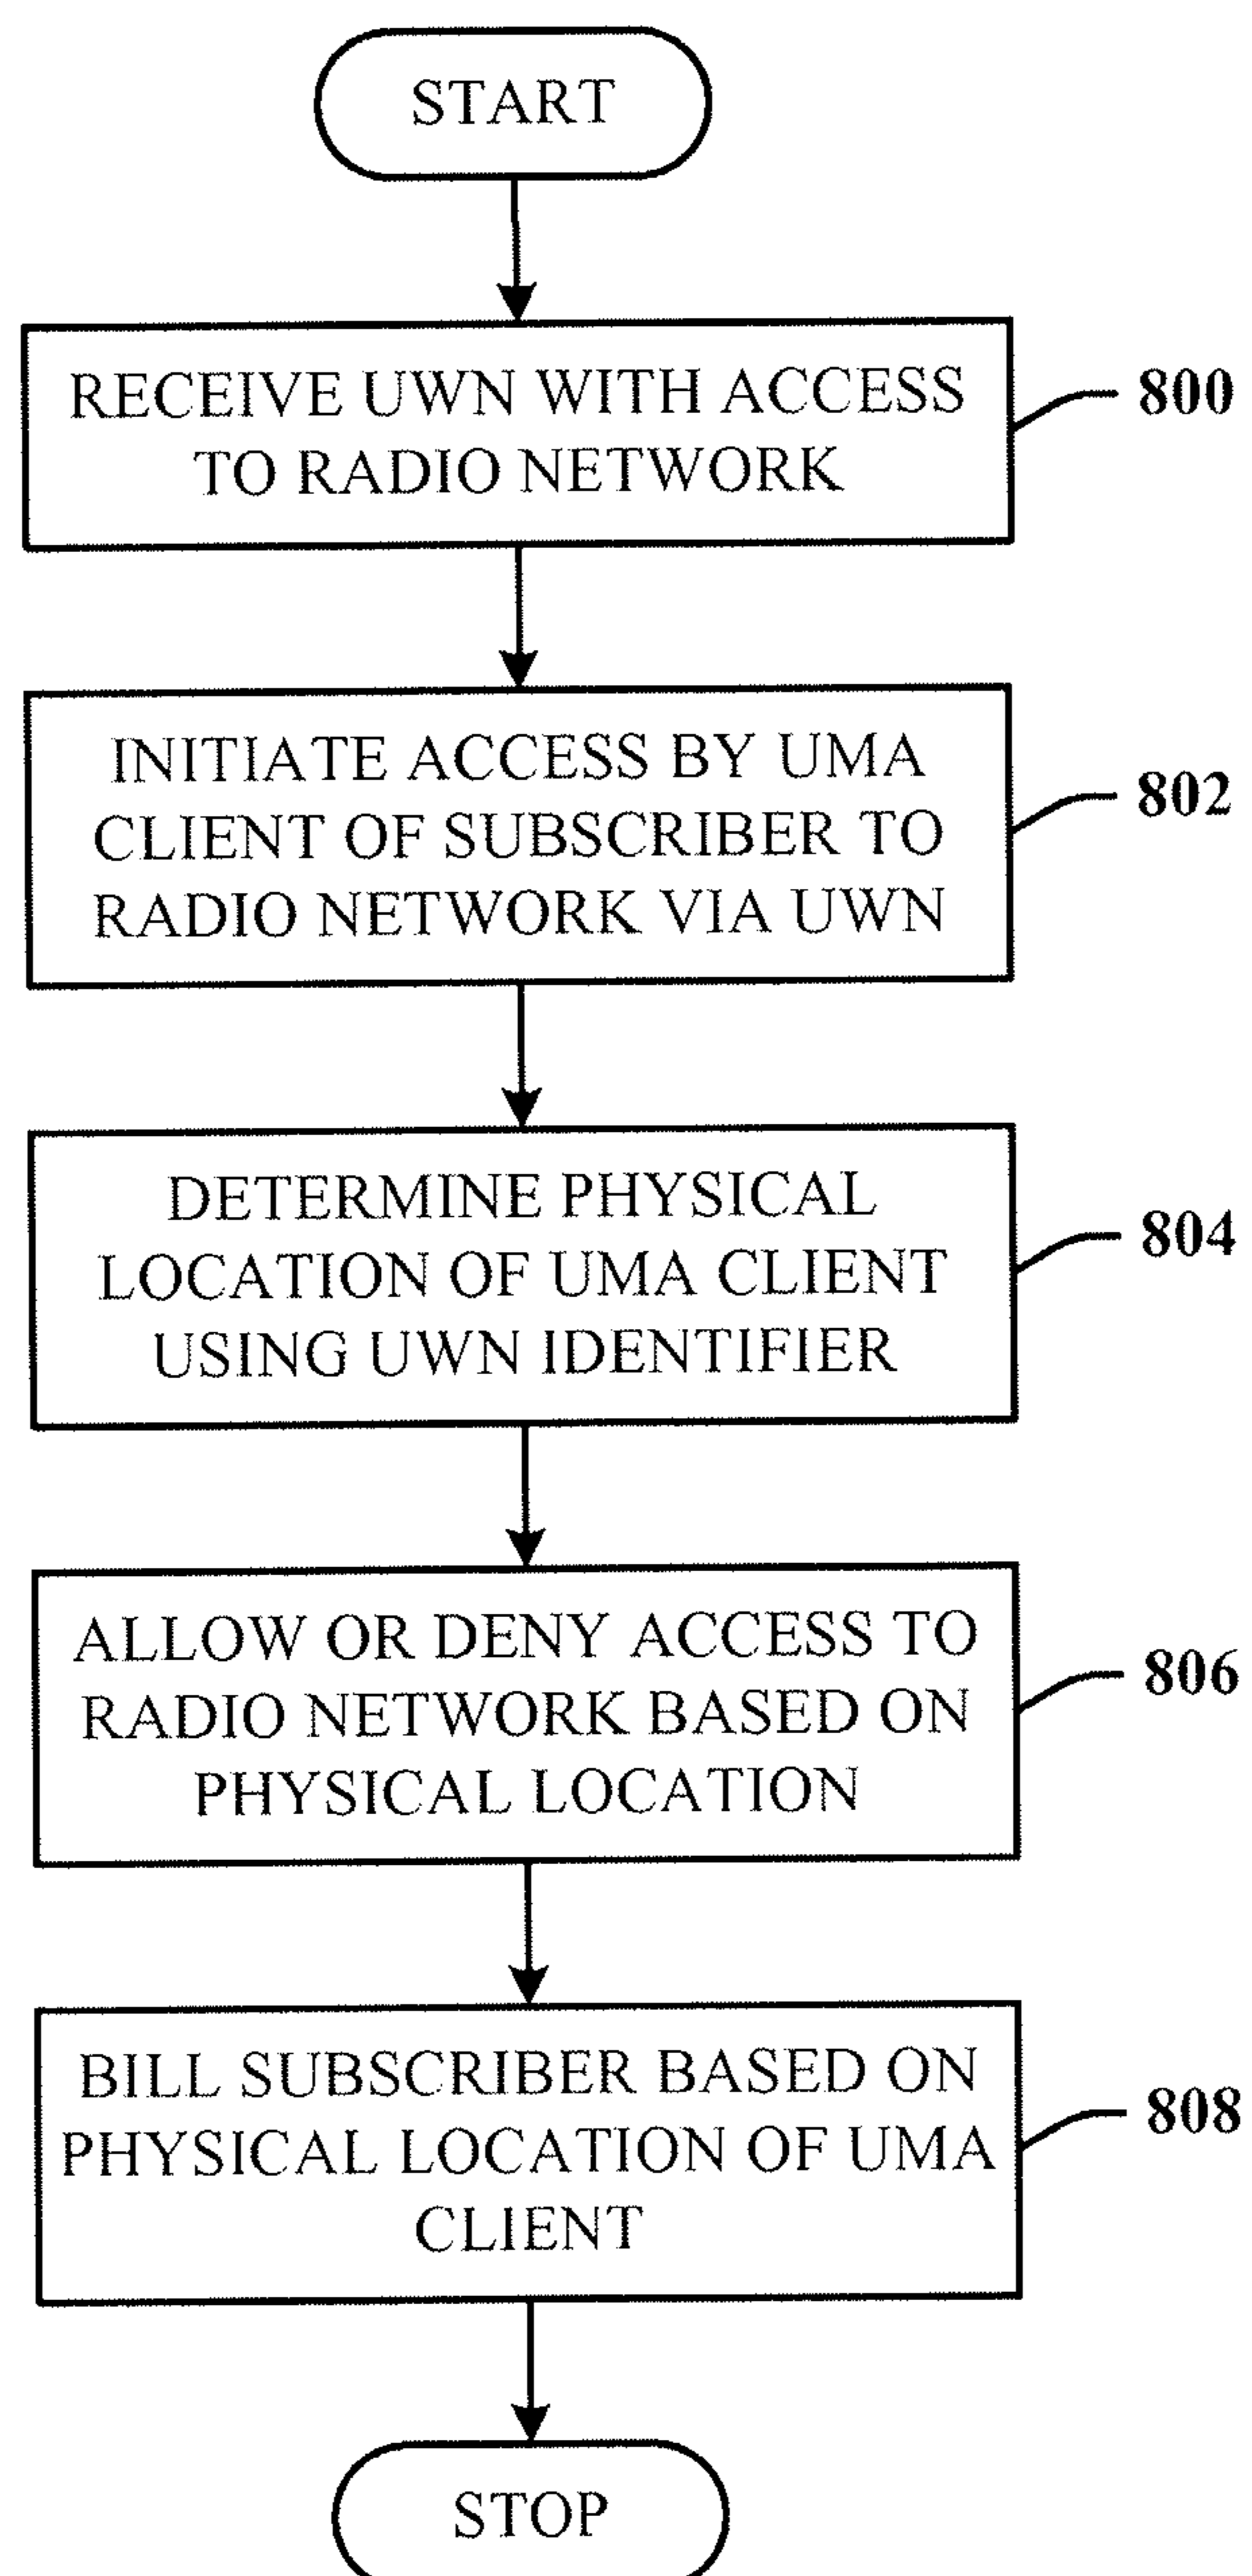 START
RECEIVE UWN WITH ACCESS
TO RADIO NETWORK
800
INITIATE ACCESS BY UMA
CLIENT OF SUBSCRIBER TO
RADIO NETWORK VIA UWN
802
DETERMINE PHYSICAL
LOCATION OF UMA CLIENT
USING UWN IDENTIFIER
804
ALLOW OR DENY ACCESS TO
RADIO NETWORK BASED ON
PHYSICAL LOCATION
806
BILL SUBSCRIBER BASED ON
PHYSICAL LOCATION OF UMA
CLIENT
808
STOP